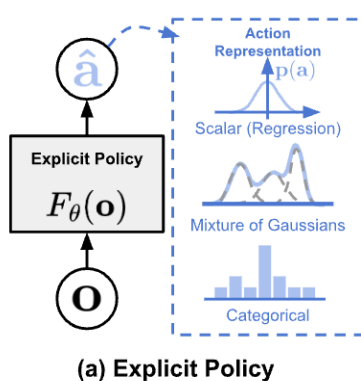 â
Action
Representation
p(a)
Scalar (Regression)
Explicit Policy
F_θ(o)
Mixture of Gaussians
o
Categorical
(a) Explicit Policy